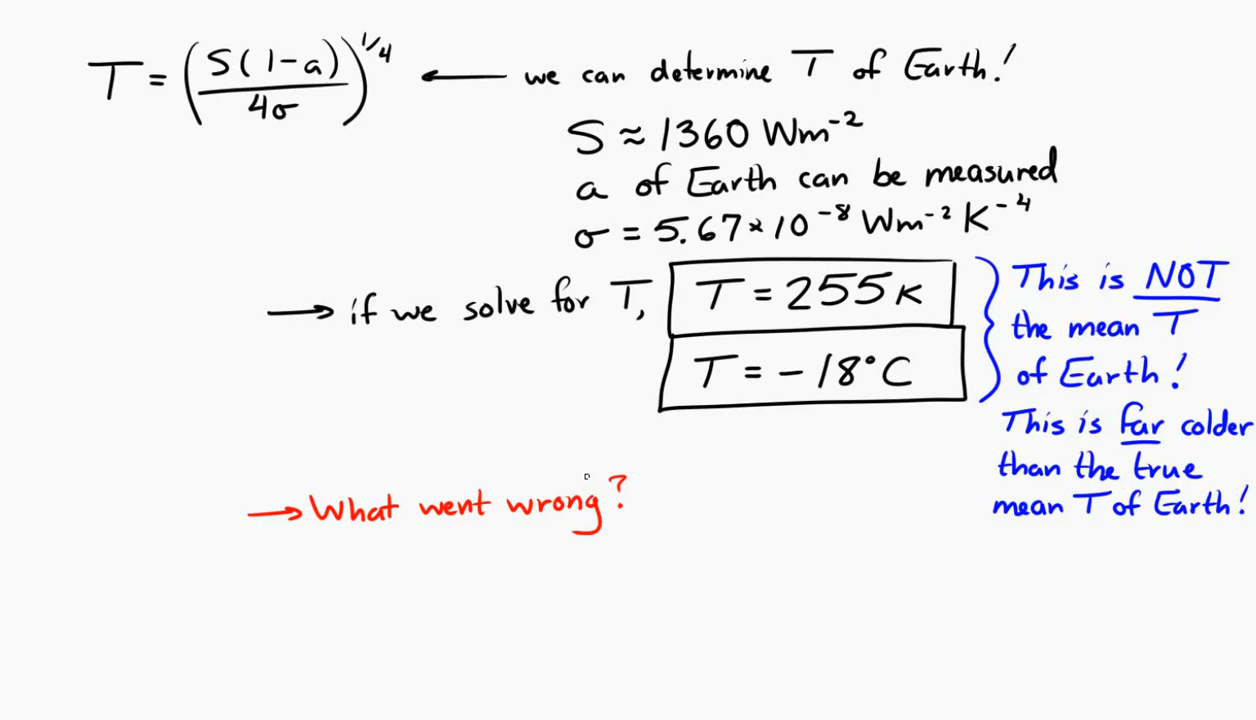 T = (S(1-a)/4σ)^1/4 ← we can determine T of Earth!
S ≈ 1360 Wm⁻²
a of Earth can be measured
σ = 5.67×10⁻⁸ Wm⁻² K⁻⁴
→ if we solve for T, T = 255K
T = -18°C
This is NOT
the mean T
of Earth!
This is far colder
than the true
mean T of Earth!
→ What went wrong?